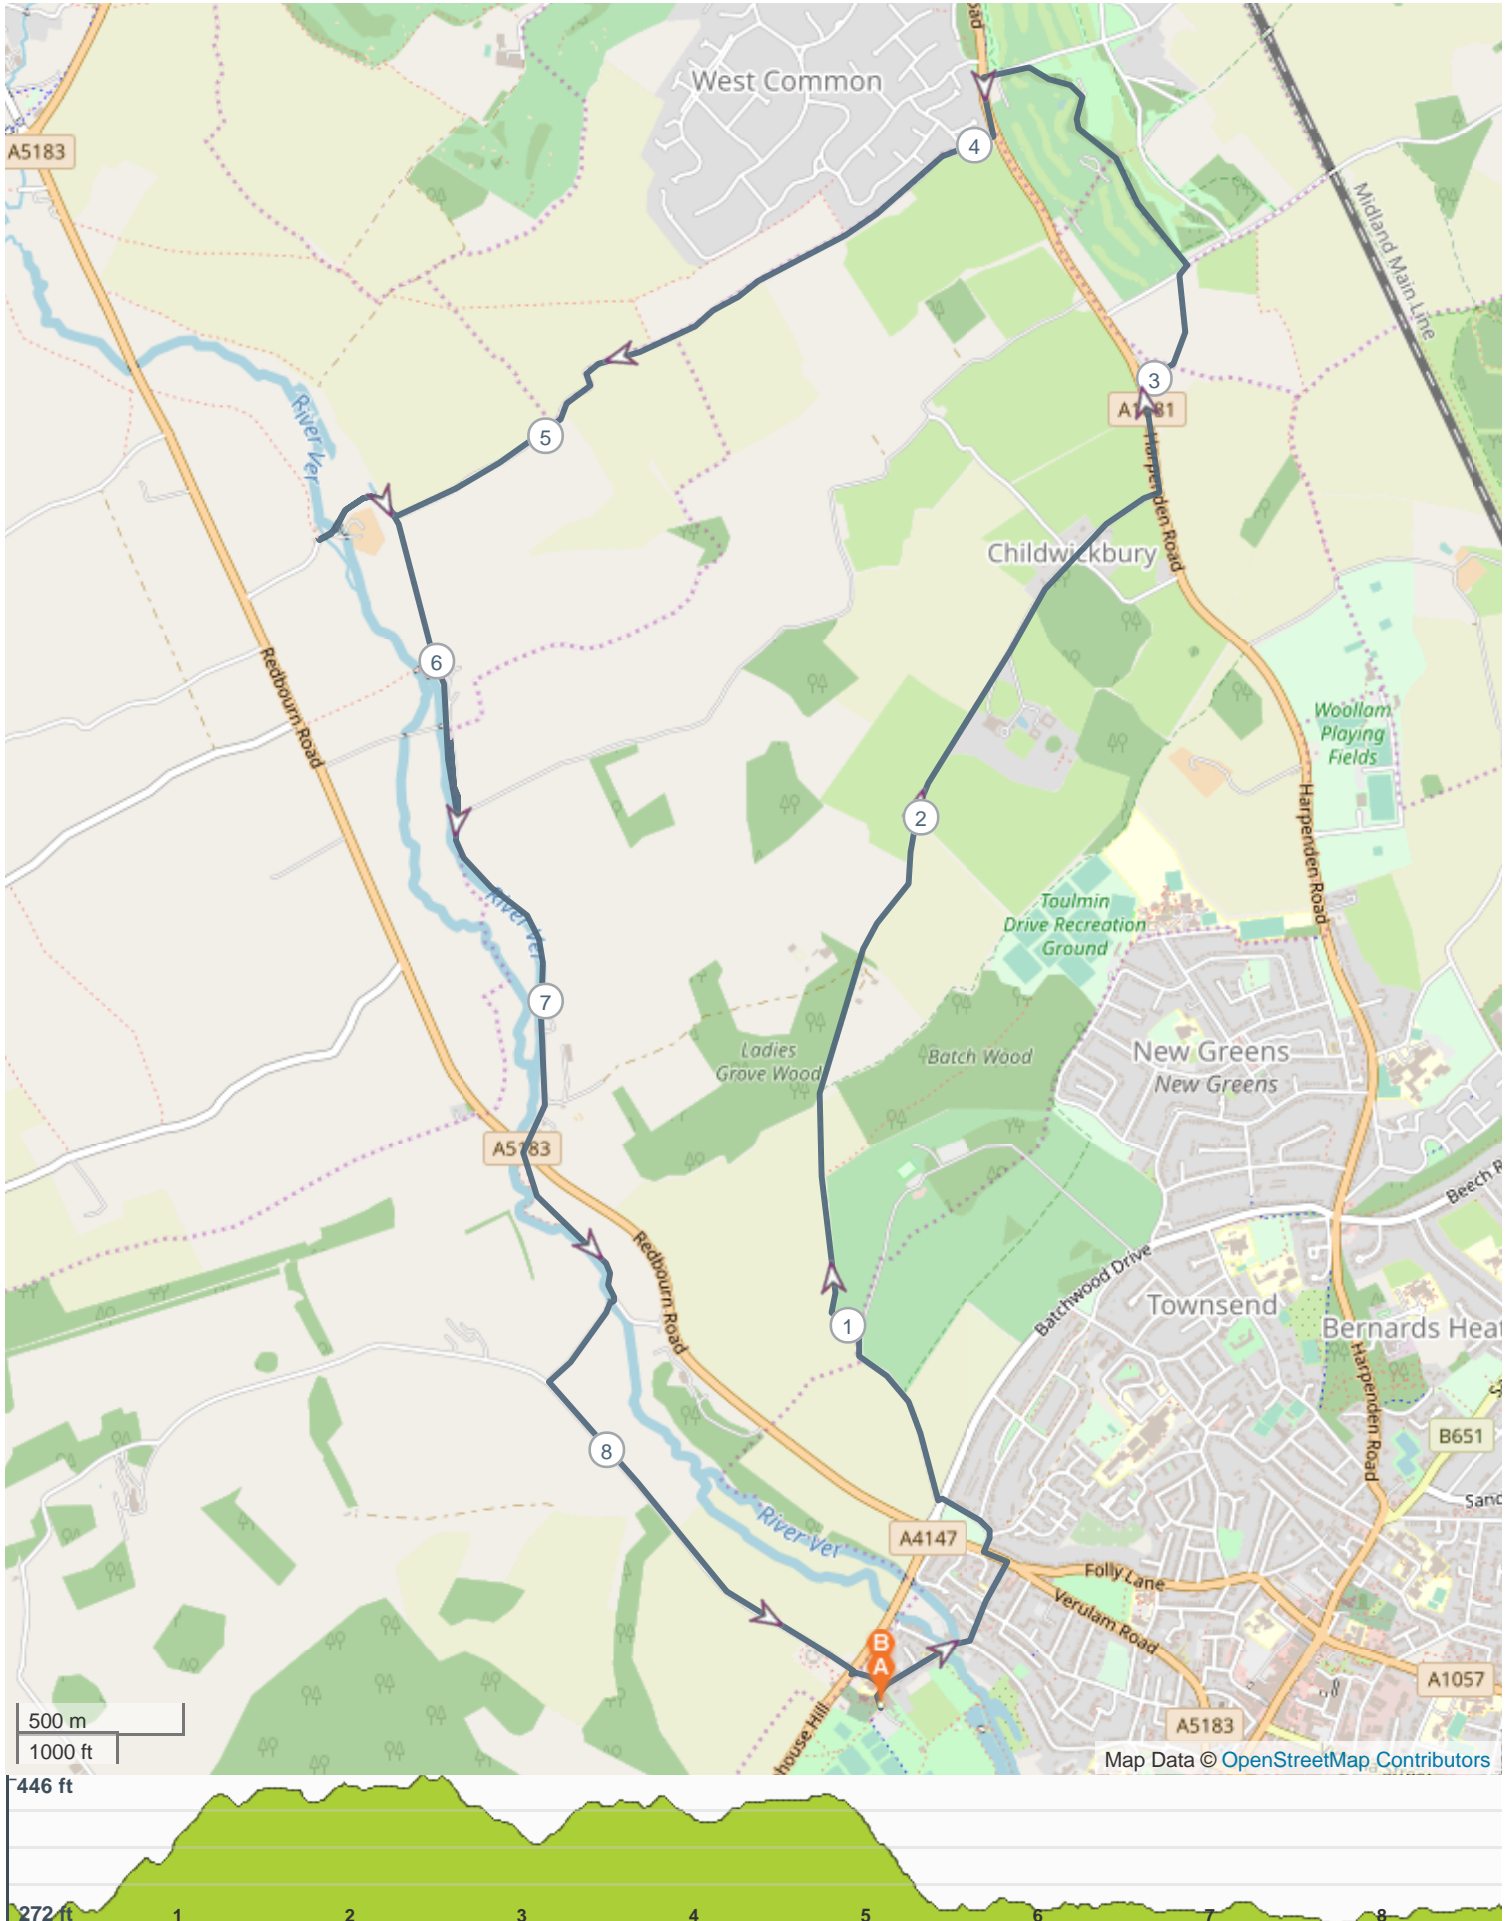 West Common
A5183
4
Midland Main Line
River Ver
3
A1081
5
Harpenden Road
Childwickbury
6
Redbourn Road
Woollam
Playing
Fields
Harpenden Road
2
Toulmin
Drive Recreation
Ground
River Ver
7
Ladies
Grove Wood
Batch Wood
New Greens
New Greens
A5183
Redbourn Road
Batchwood Drive
Townsend
1
Bernards Heat
Harpenden Road
B651
8
River Ver
A4147
Folly Lane
Verulam Road
B
A
A1057
A5183
house Hill
500 m
1000 ft
Map Data © OpenStreetMap Contributors
446 ft
272 ft 1 2 3 4 5 6 7 8